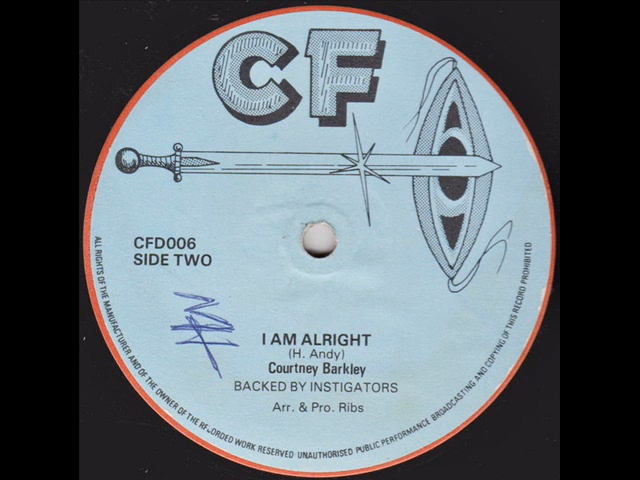 CF
CFD006
SIDE TWO
I AM ALRIGHT
(H. Andy)
Courtney Barkley
BACKED BY INSTIGATORS
Arr. & Pro. Ribs
ALL RIGHTS OF THE MANUFACTURER AND OF THE OWNER OF THE RECORDED WORK RESERVED UNAUTHORISED PUBLIC PERFORMANCE BROADCASTING AND COPYING OF THIS RECORD PROHIBITED